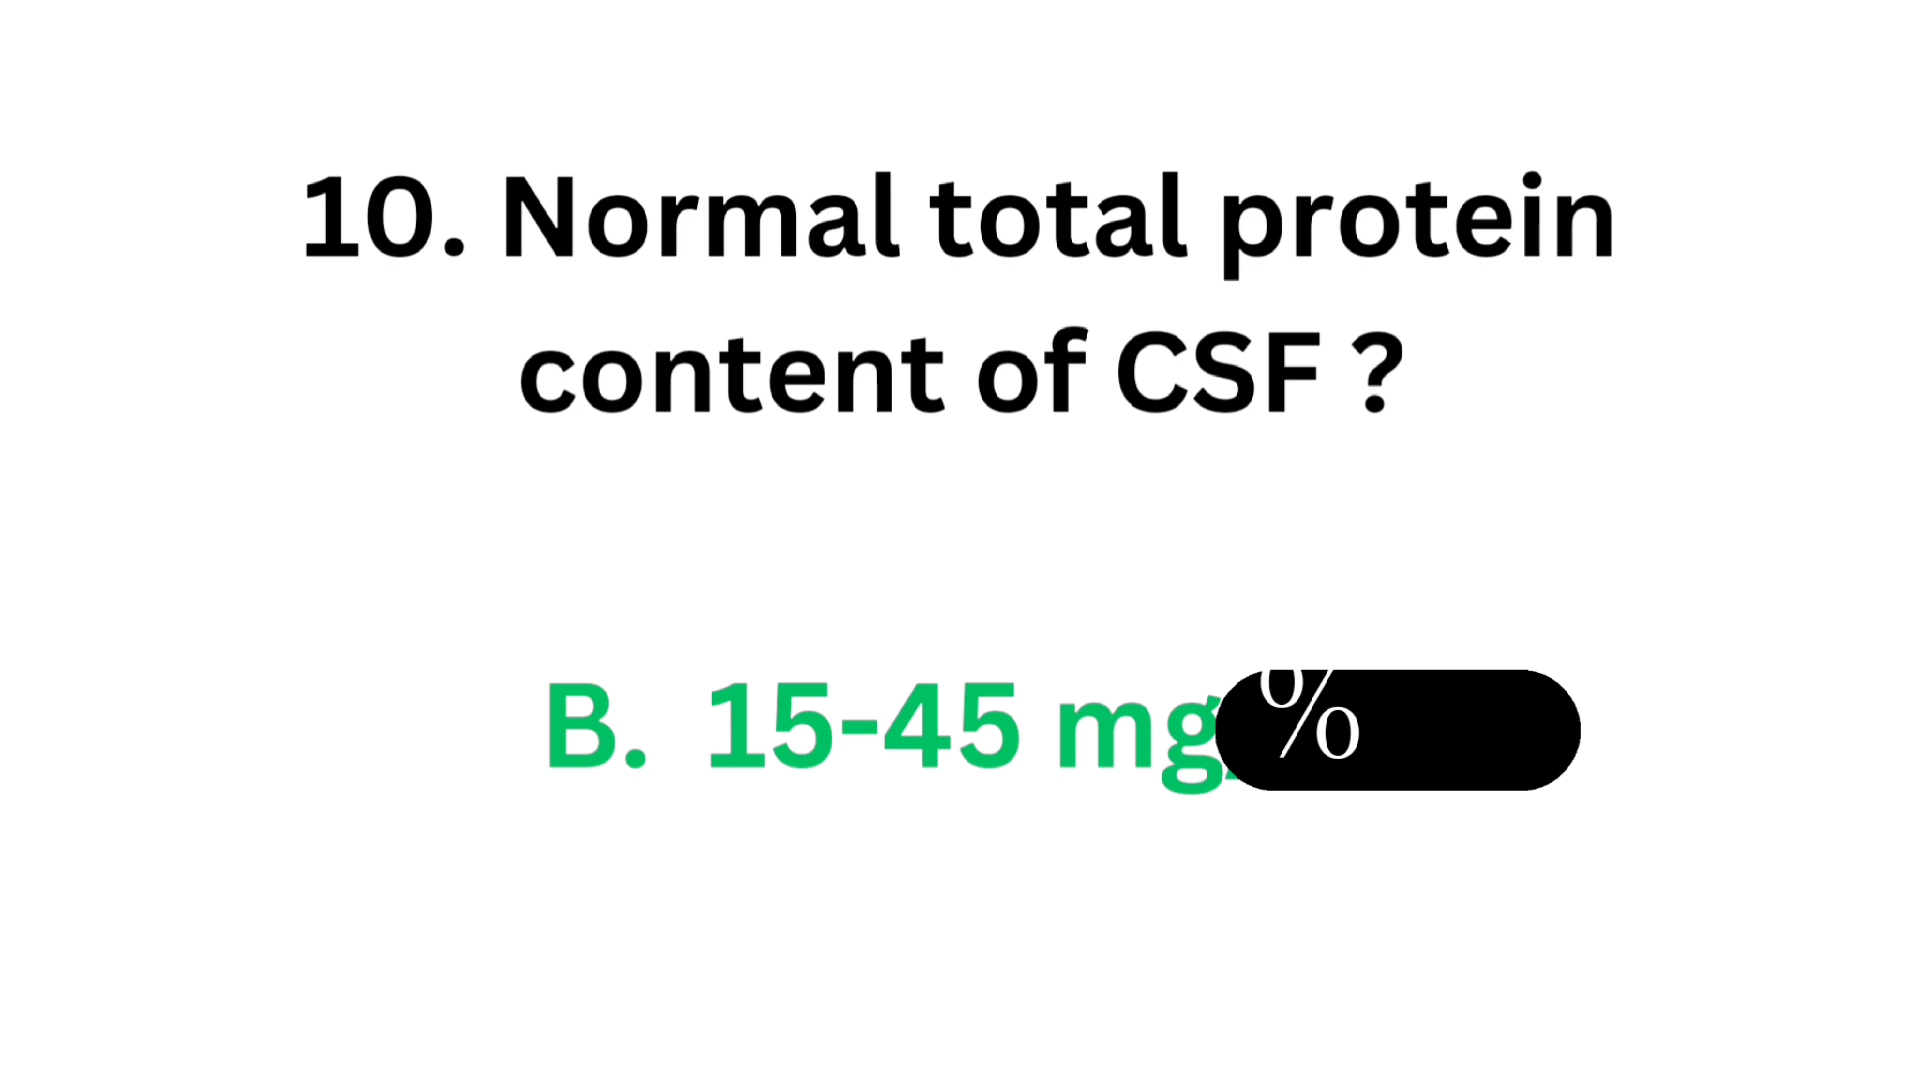 10. Normal total protein
content of CSF ?
B. 15-45 mg %